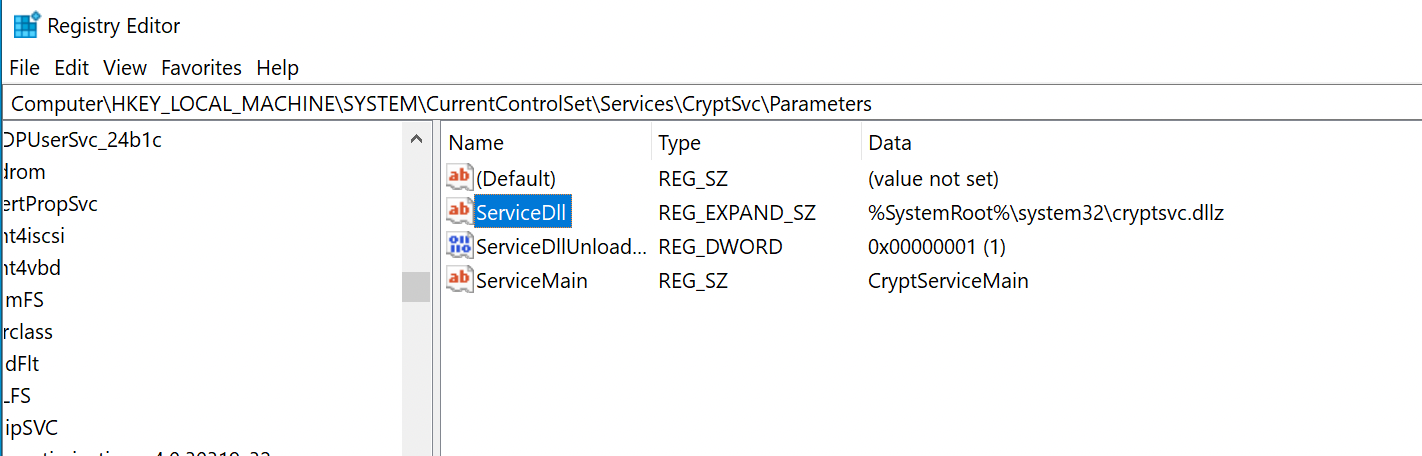 Registry Editor
File Edit View Favorites Help
Computer\HKEY_LOCAL_MACHINE\SYSTEM\CurrentControlSet\Services\CryptSvc\Parameters
DPUserSvc_24b1c
drom
ertPropSvc
nt4iscsi
nt4vbd
mFS
rclass
dFlt
LFS
ipSVC
Name Type Data
(Default) REG_SZ (value not set)
ServiceDll REG_EXPAND_SZ %SystemRoot%\system32\cryptsvc.dllz
ServiceDllUnload... REG_DWORD 0x00000001 (1)
ServiceMain REG_SZ CryptServiceMain